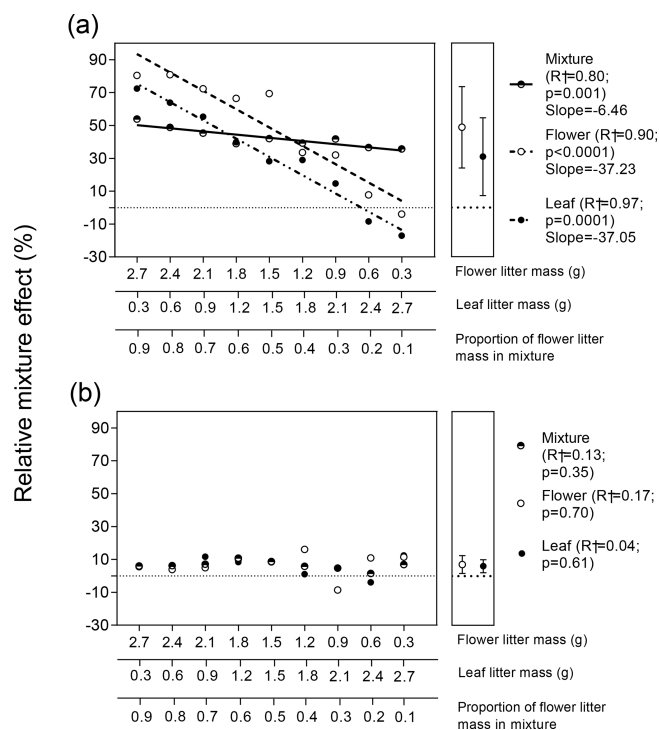 (a)
Relative mixture effect (%)
90
70
50
30
10
-10
-30
Mixture
(R†=0.80;
p=0.001)
Slope=-6.46
Flower (R†=0.90;
p<0.0001)
Slope=-37.23
Leaf (R†=0.97;
p=0.0001)
Slope=-37.05
2.7 2.4 2.1 1.8 1.5 1.2 0.9 0.6 0.3 Flower litter mass (g)
0.3 0.6 0.9 1.2 1.5 1.8 2.1 2.4 2.7 Leaf litter mass (g)
0.9 0.8 0.7 0.6 0.5 0.4 0.3 0.2 0.1 Proportion of flower litter
mass in mixture
(b)
90
70
50
30
10
-10
-30
Mixture
(R†=0.13;
p=0.35)
Flower (R†=0.17;
p=0.70)
Leaf (R†=0.04;
p=0.61)
2.7 2.4 2.1 1.8 1.5 1.2 0.9 0.6 0.3 Flower litter mass (g)
0.3 0.6 0.9 1.2 1.5 1.8 2.1 2.4 2.7 Leaf litter mass (g)
0.9 0.8 0.7 0.6 0.5 0.4 0.3 0.2 0.1 Proportion of flower litter
mass in mixture